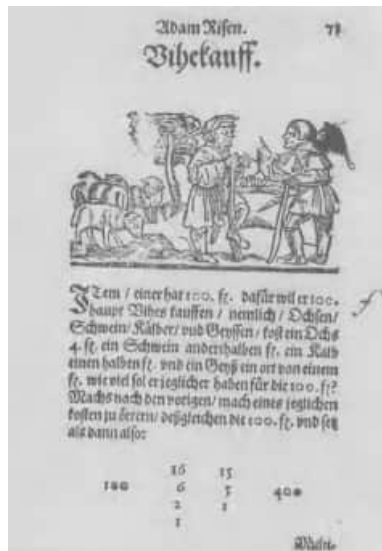 Adam Risen. 71
Vihekauff.
ITem / einer hat 100. fl. dafür wil er 100.
haupt Vihes kauffen / nemlich / Ochsen /
Schwein / Kälber / vnd Geyssen / kost ein Ochs
4. fl. ein Schwein anderthalben fl. ein Kalb
einen halben fl. vnd ein Geyß ein ort von einem
fl. wie viel sol er jeglicher haben für die 100. fl?
Machs nach den vorigen / mach eines jeglichen
kosten zu örtern / deßgleichen die 100. fl. vnd setz
als dann also:
16 15
100 6 5 400
2 1
1